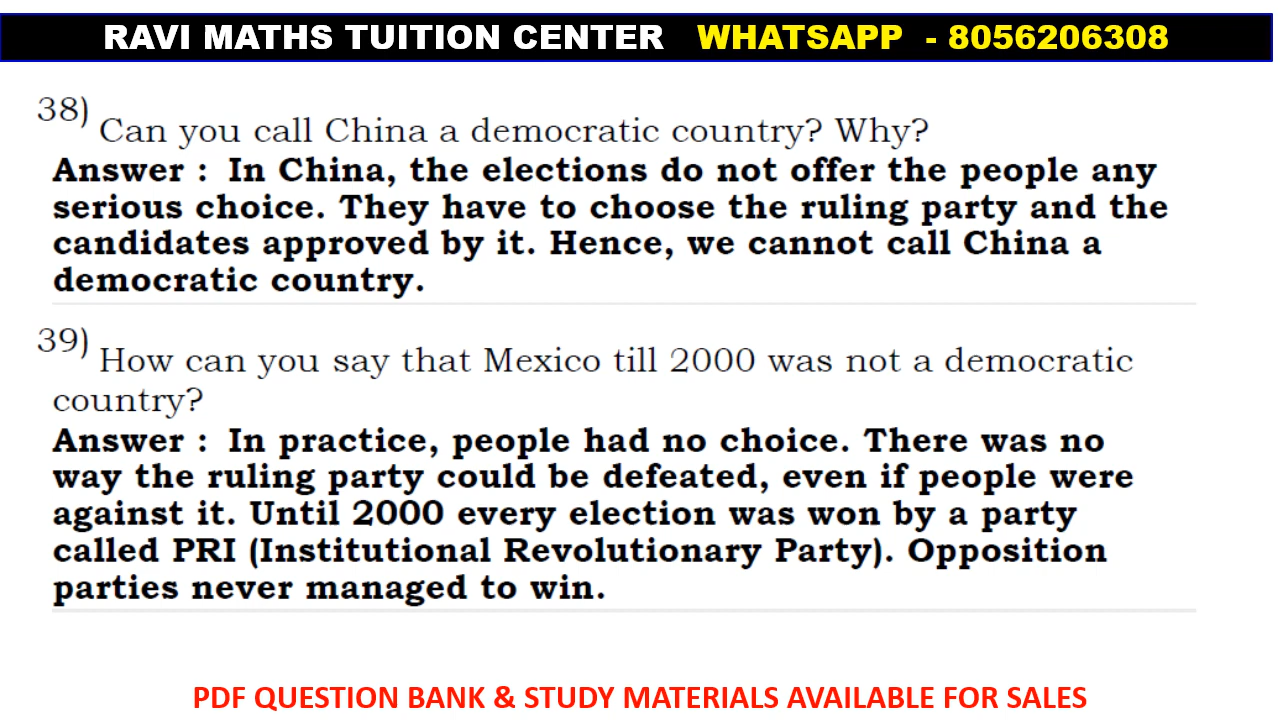 RAVI MATHS TUITION CENTER WHATSAPP - 8056206308
38)
Can you call China a democratic country? Why?
Answer : In China, the elections do not offer the people any
serious choice. They have to choose the ruling party and the
candidates approved by it. Hence, we cannot call China a
democratic country.
39)
How can you say that Mexico till 2000 was not a democratic
country?
Answer : In practice, people had no choice. There was no
way the ruling party could be defeated, even if people were
against it. Until 2000 every election was won by a party
called PRI (Institutional Revolutionary Party). Opposition
parties never managed to win.
PDF QUESTION BANK & STUDY MATERIALS AVAILABLE FOR SALES